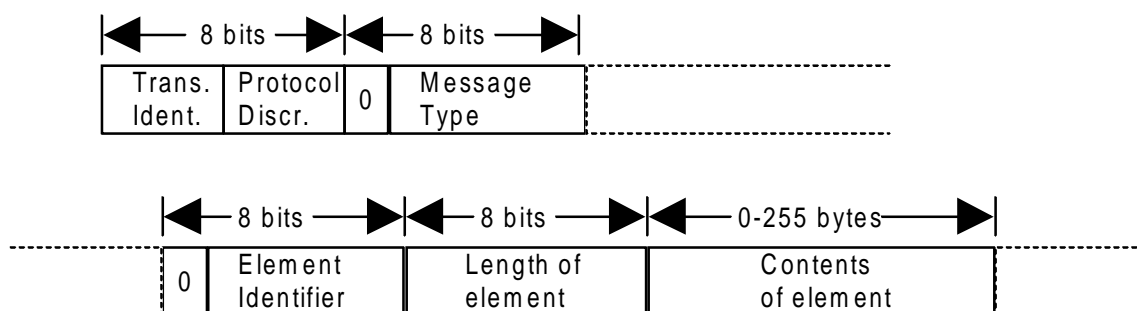 8 bits 8 bits
Trans. Protocol 0 Message
Ident. Discr. Type
8 bits 8 bits 0-255 bytes
0 Element Length of Contents
Identifier element of element